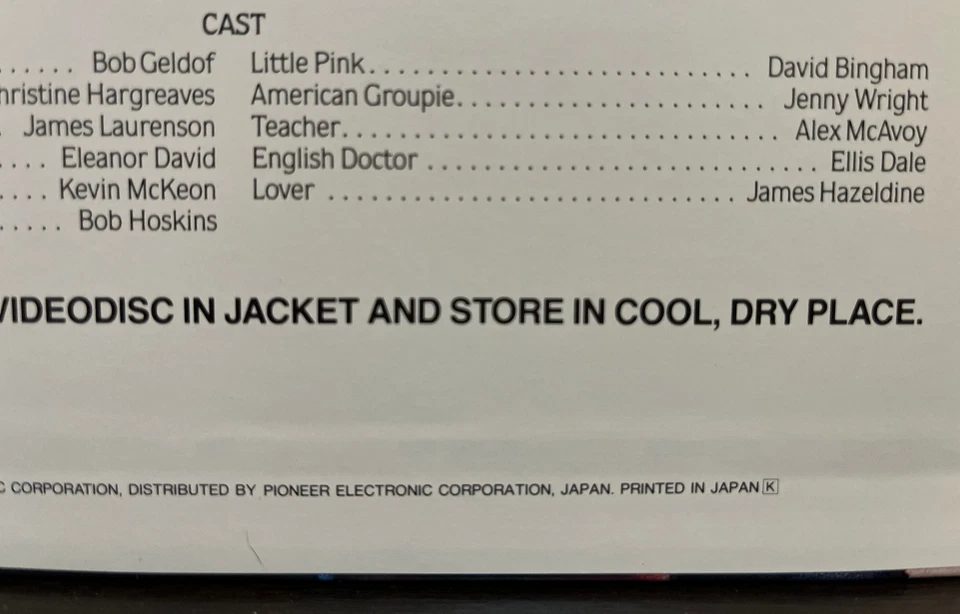 CAST
...... Bob Geldof Little Pink............................ David Bingham
hristine Hargreaves American Groupie....................... Jenny Wright
. James Laurenson Teacher................................ Alex McAvoy
.... Eleanor David English Doctor ............................ Ellis Dale
.... Kevin McKeon Lover ............................. James Hazeldine
..... Bob Hoskins
VIDEODISC IN JACKET AND STORE IN COOL, DRY PLACE.
C CORPORATION, DISTRIBUTED BY PIONEER ELECTRONIC CORPORATION, JAPAN. PRINTED IN JAPAN K